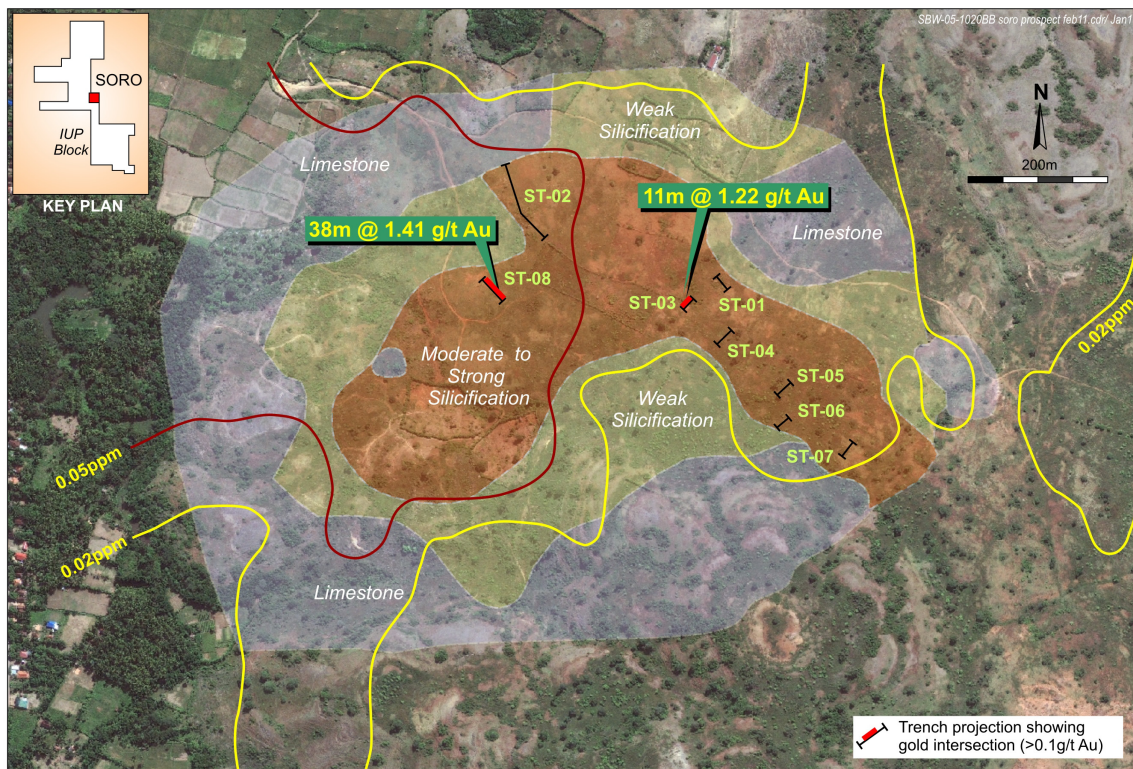 SBW-05-1020BB soro prospect feb11.cdr/ Jan1
SORO
IUP
Block
KEY PLAN
N
200m
Weak
Silicification
Limestone
ST-02
11m @ 1.22 g/t Au
38m @ 1.41 g/t Au
Limestone
ST-08
ST-03
ST-01
ST-04
0.02ppm
Moderate to
Strong
Silicification
ST-05
Weak
Silicification
ST-06
ST-07
0.05ppm
0.02ppm
Limestone
Trench projection showing
gold intersection (>0.1g/t Au)